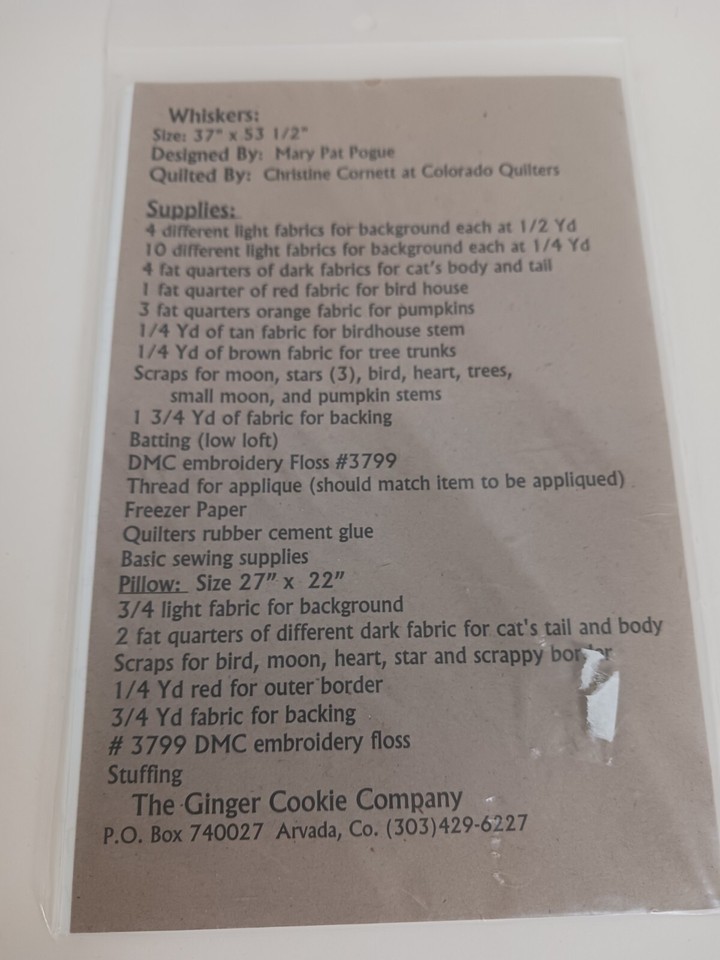 Whiskers:
Size: 37" x 53 1/2"
Designed By: Mary Pat Pogue
Quilted By: Christine Cornett at Colorado Quilters
Supplies:
4 different light fabrics for background each at 1/2 Yd
10 different light fabrics for background each at 1/4 Yd
4 fat quarters of dark fabrics for cat's body and tail
1 fat quarter of red fabric for bird house
3 fat quarters orange fabric for pumpkins
1/4 Yd of tan fabric for birdhouse stem
1/4 Yd of brown fabric for tree trunks
Scraps for moon, stars (3), bird, heart, trees,
small moon, and pumpkin stems
1 3/4 Yd of fabric for backing
Batting (low loft)
DMC embroidery Floss #3799
Thread for applique (should match item to be appliqued)
Freezer Paper
Quilters rubber cement glue
Basic sewing supplies
Pillow: Size 27" x 22"
3/4 light fabric for background
2 fat quarters of different dark fabric for cat's tail and body
Scraps for bird, moon, heart, star and scrappy border
1/4 Yd red for outer border
3/4 Yd fabric for backing
# 3799 DMC embroidery floss
Stuffing
The Ginger Cookie Company
P.O. Box 740027 Arvada, Co. (303)429-6227